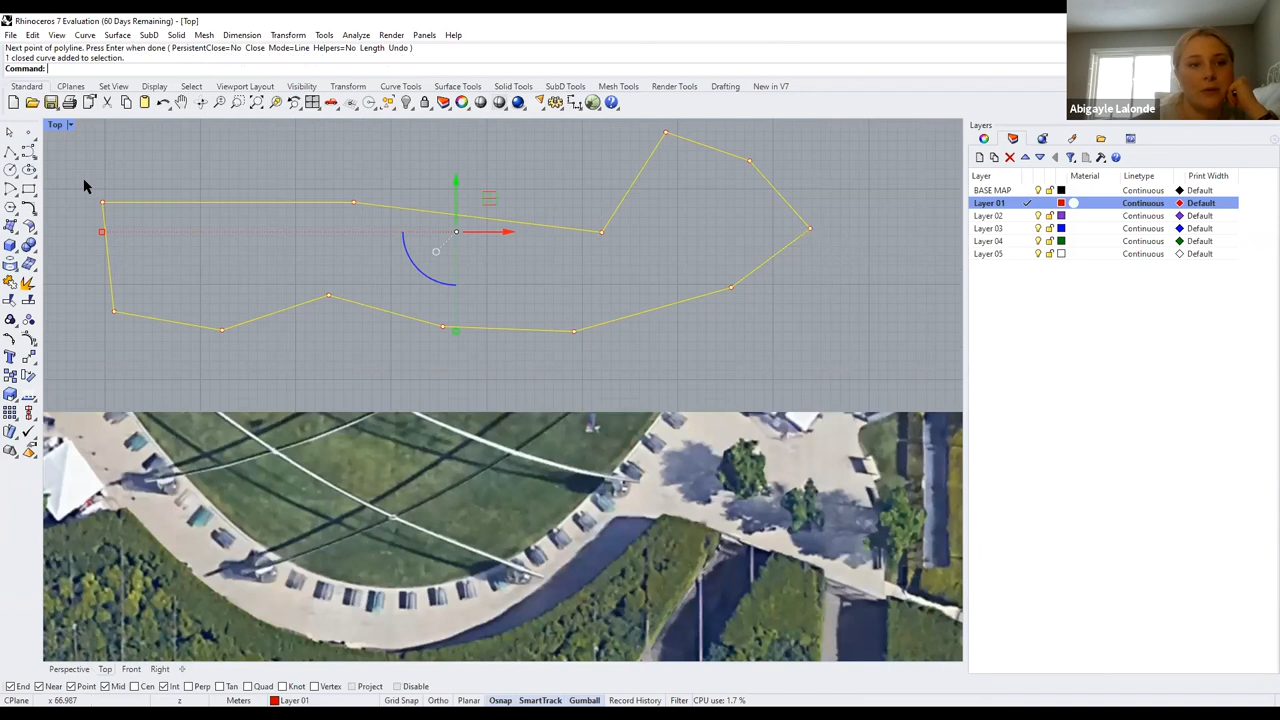 Rhinoceros 7 Evaluation (60 Days Remaining) - [Top]
File Edit View Curve Surface SubD Solid Mesh Dimension Transform Tools Analyze Render Panels Help
Next point of polyline. Press Enter when done ( PersistentClose=No Close Mode=Line Helpers=No Length Undo )
1 closed curve added to selection.
Command:
Standard CPlanes Set View Display Select Viewport Layout Visibility Transform Curve Tools Surface Tools Solid Tools SubD Tools Mesh Tools Render Tools Drafting New in V7
Abigayle Lalonde
Top
Layers
Layer Material Linetype Print Width
BASE MAP Continuous Default
Layer 01 Continuous Default
Layer 02 Continuous Default
Layer 03 Continuous Default
Layer 04 Continuous Default
Layer 05 Continuous Default
Perspective Top Front Right
End Near Point Mid Cen Int Perp Tan Quad Knot Vertex Project Disable
CPlane x 66.987 z Meters Layer 01 Grid Snap Ortho Planar Osnap SmartTrack Gumball Record History Filter CPU use: 1.7 %